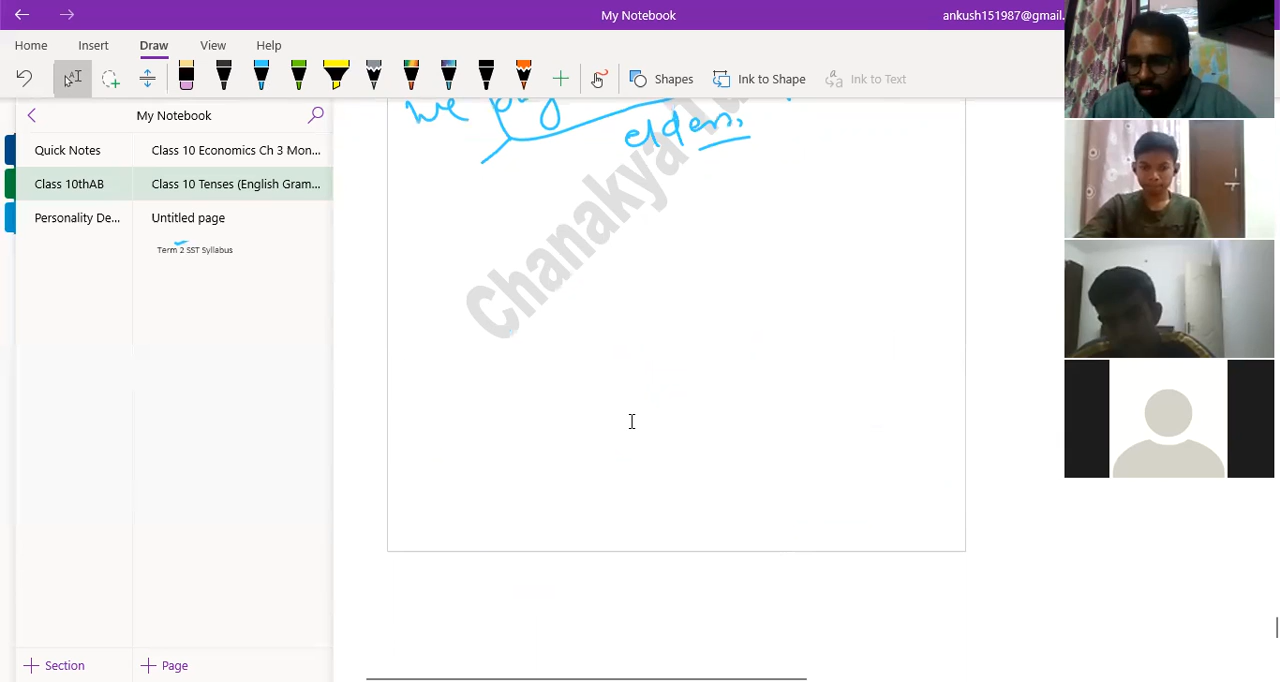 My Notebook
ankush151987@gmail.
Home Insert Draw View Help
Shapes Ink to Shape Ink to Text
My Notebook
Quick Notes
Class 10thAB
Personality De...
Class 10 Economics Ch 3 Mon...
Class 10 Tenses (English Gram...
Untitled page
Term 2 SST Syllabus
we
elders.
Chanakya
Section
Page